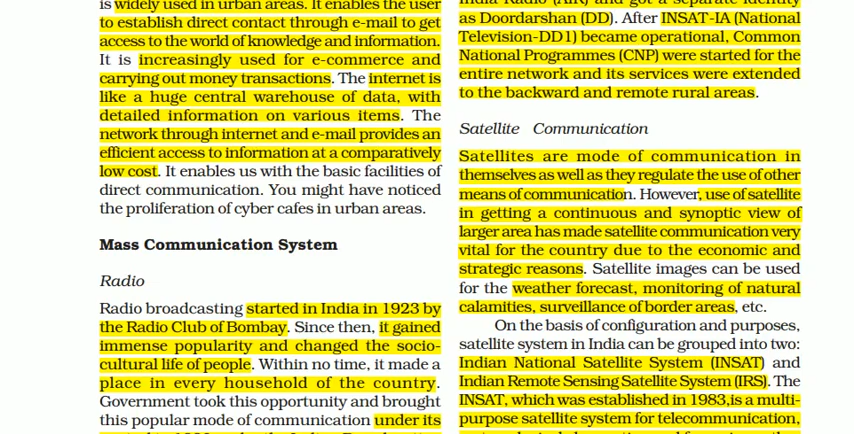 is widely used in urban areas. It enables the user
to establish direct contact through e-mail to get
access to the world of knowledge and information.
It is increasingly used for e-commerce and
carrying out money transactions. The internet is
like a huge central warehouse of data, with
detailed information on various items. The
network through internet and e-mail provides an
efficient access to information at a comparatively
low cost. It enables us with the basic facilities of
direct communication. You might have noticed
the proliferation of cyber cafes in urban areas.
Mass Communication System
Radio
Radio broadcasting started in India in 1923 by
the Radio Club of Bombay. Since then, it gained
immense popularity and changed the socio-
cultural life of people. Within no time, it made a
place in every household of the country.
Government took this opportunity and brought
this popular mode of communication under its
India Radio (AIR) and got a separate identity
as Doordarshan (DD). After INSAT-IA (National
Television-DD1) became operational, Common
National Programmes (CNP) were started for the
entire network and its services were extended
to the backward and remote rural areas.
Satellite Communication
Satellites are mode of communication in
themselves as well as they regulate the use of other
means of communication. However, use of satellite
in getting a continuous and synoptic view of
larger area has made satellite communication very
vital for the country due to the economic and
strategic reasons. Satellite images can be used
for the weather forecast, monitoring of natural
calamities, surveillance of border areas, etc.
On the basis of configuration and purposes,
satellite system in India can be grouped into two:
Indian National Satellite System (INSAT) and
Indian Remote Sensing Satellite System (IRS). The
INSAT, which was established in 1983,is a multi-
purpose satellite system for telecommunication,